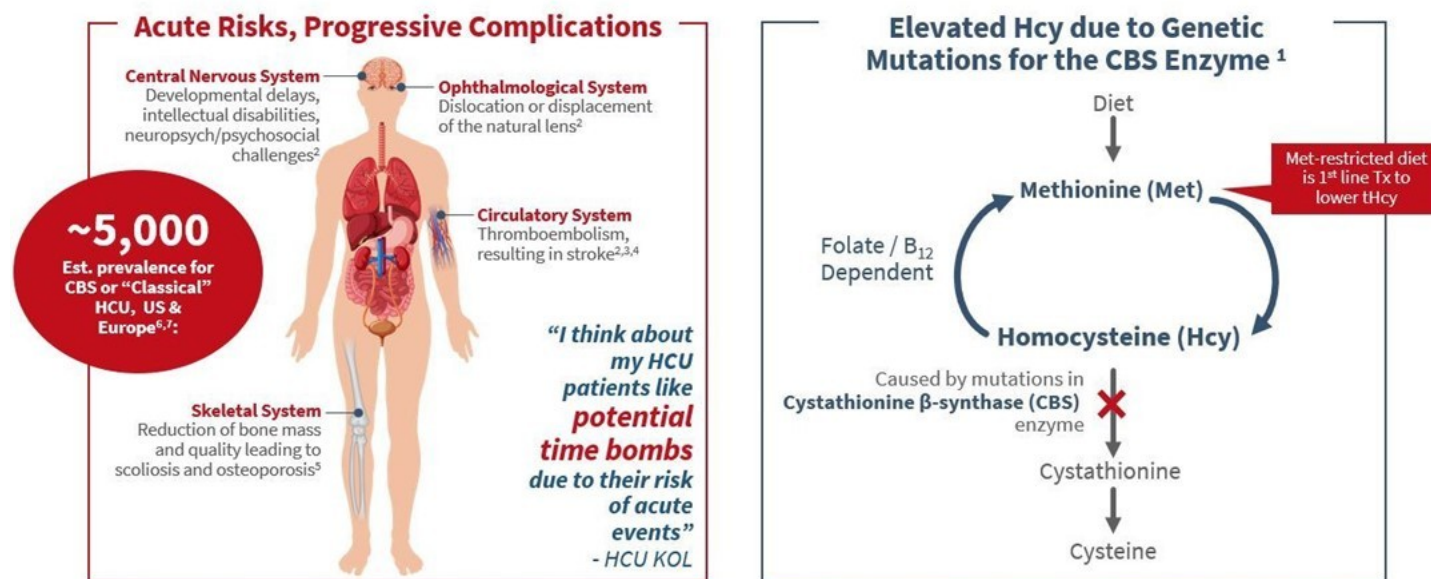 Acute Risks, Progressive Complications
Central Nervous System
Developmental delays,
intellectual disabilities,
neuropsych/psychosocial
challenges²
Ophthalmological System
Dislocation or displacement
of the natural lens²
~5,000
Est. prevalence for
CBS or “Classical”
HCU, US &
Europe⁶,⁷:
Circulatory System
Thromboembolism,
resulting in stroke²,³,⁴
Skeletal System
Reduction of bone mass
and quality leading to
scoliosis and osteoporosis⁵
“I think about
my HCU
patients like
potential
time bombs
due to their risk
of acute
events”
- HCU KOL
Elevated Hcy due to Genetic
Mutations for the CBS Enzyme ¹
Diet
Methionine (Met)
Met-restricted diet
is 1st line Tx to
lower tHcy
Folate / B₁₂
Dependent
Homocysteine (Hcy)
Caused by mutations in
Cystathionine β-synthase (CBS)
enzyme
Cystathionine
Cysteine